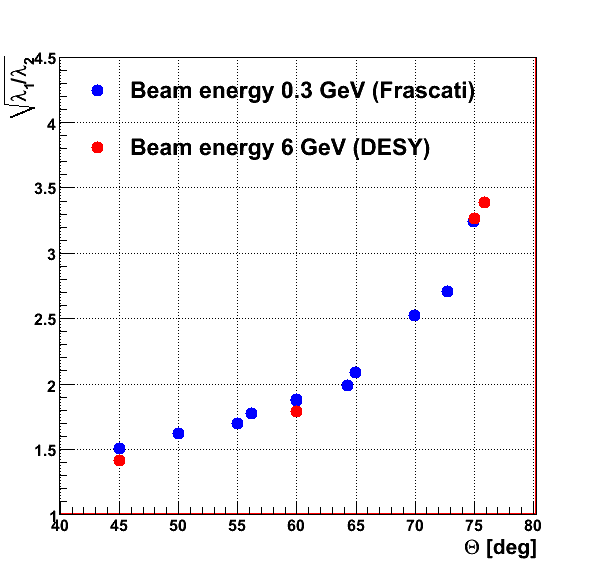 √λ1/λ2
4.5
Beam energy 0.3 GeV (Frascati)
4
Beam energy 6 GeV (DESY)
3.5
3
2.5
2
1.5
1
40 45 50 55 60 65 70 75 80
Θ [deg]